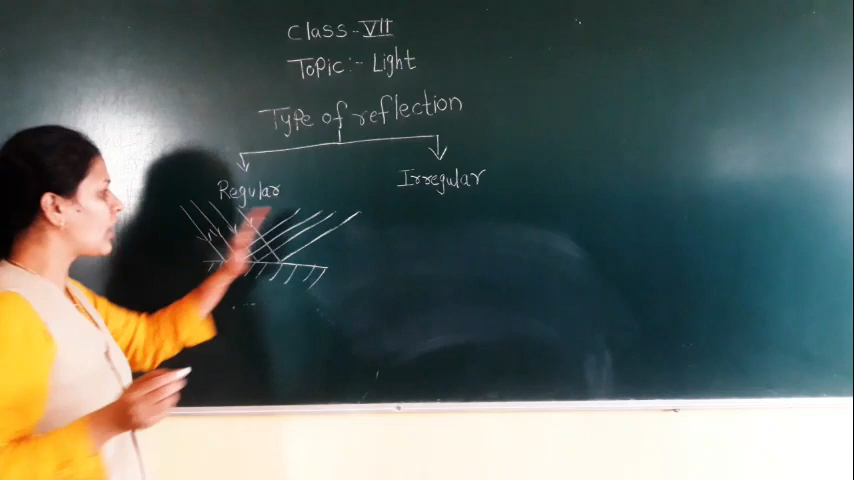 Class-VII
Topic:- Light
Type of reflection
Regular
Irregular